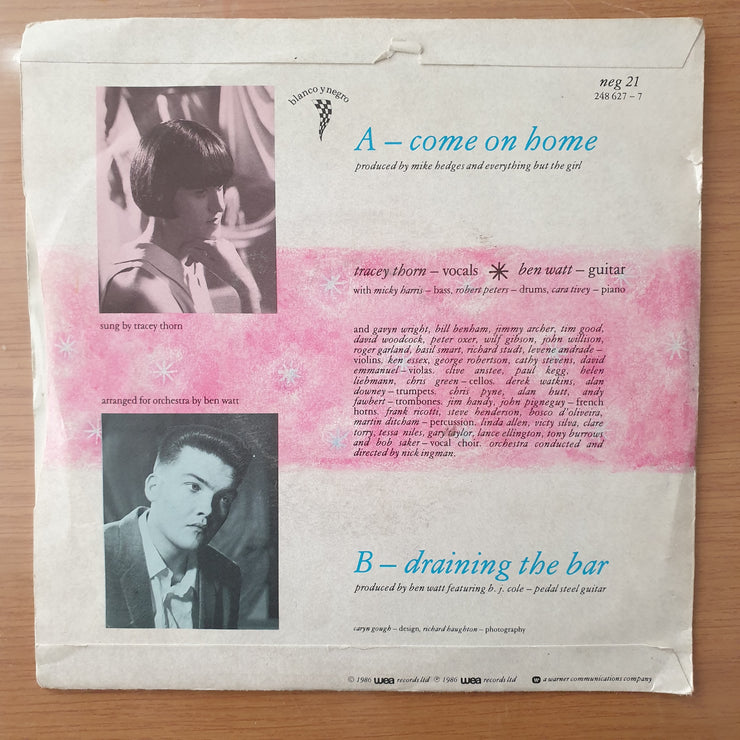 blanco y negro
neg 21
248 627 – 7
A – come on home
produced by mike hedges and everything but the girl
tracey thorn – vocals ben watt – guitar
with micky harris – bass, robert peters – drums, cara tivey – piano
sung by tracey thorn
and gavyn wright, bill benham, jimmy archer, tim good,
david woodcock, peter oxer, wilf gibson, john willison,
roger garland, basil smart, richard studt, levene andrade –
violins. ken essex, george robertson, cathy stevens, david
emmanuel – violas. clive anstee, paul kegg, helen
liebmann, chris green – cellos. derek watkins, alan
downey – trumpets. chris pyne, alan hutt, andy
fawbert – trombones. jim handy, john pigneguy – french
horns. frank ricotti, steve henderson, bosco d'oliveira,
martin ditcham – percussion. linda allen, victy silva, clare
torry, tessa niles, gary taylor, lance ellington, tony burrows
and bob saker – vocal choir. orchestra conducted and
directed by nick ingman.
arranged for orchestra by ben watt
B – draining the bar
produced by ben watt featuring b. j. cole – pedal steel guitar
caryn gough – design, richard haughton – photography
© 1986 wea records ltd ℗ 1986 wea records ltd w a warner communications company